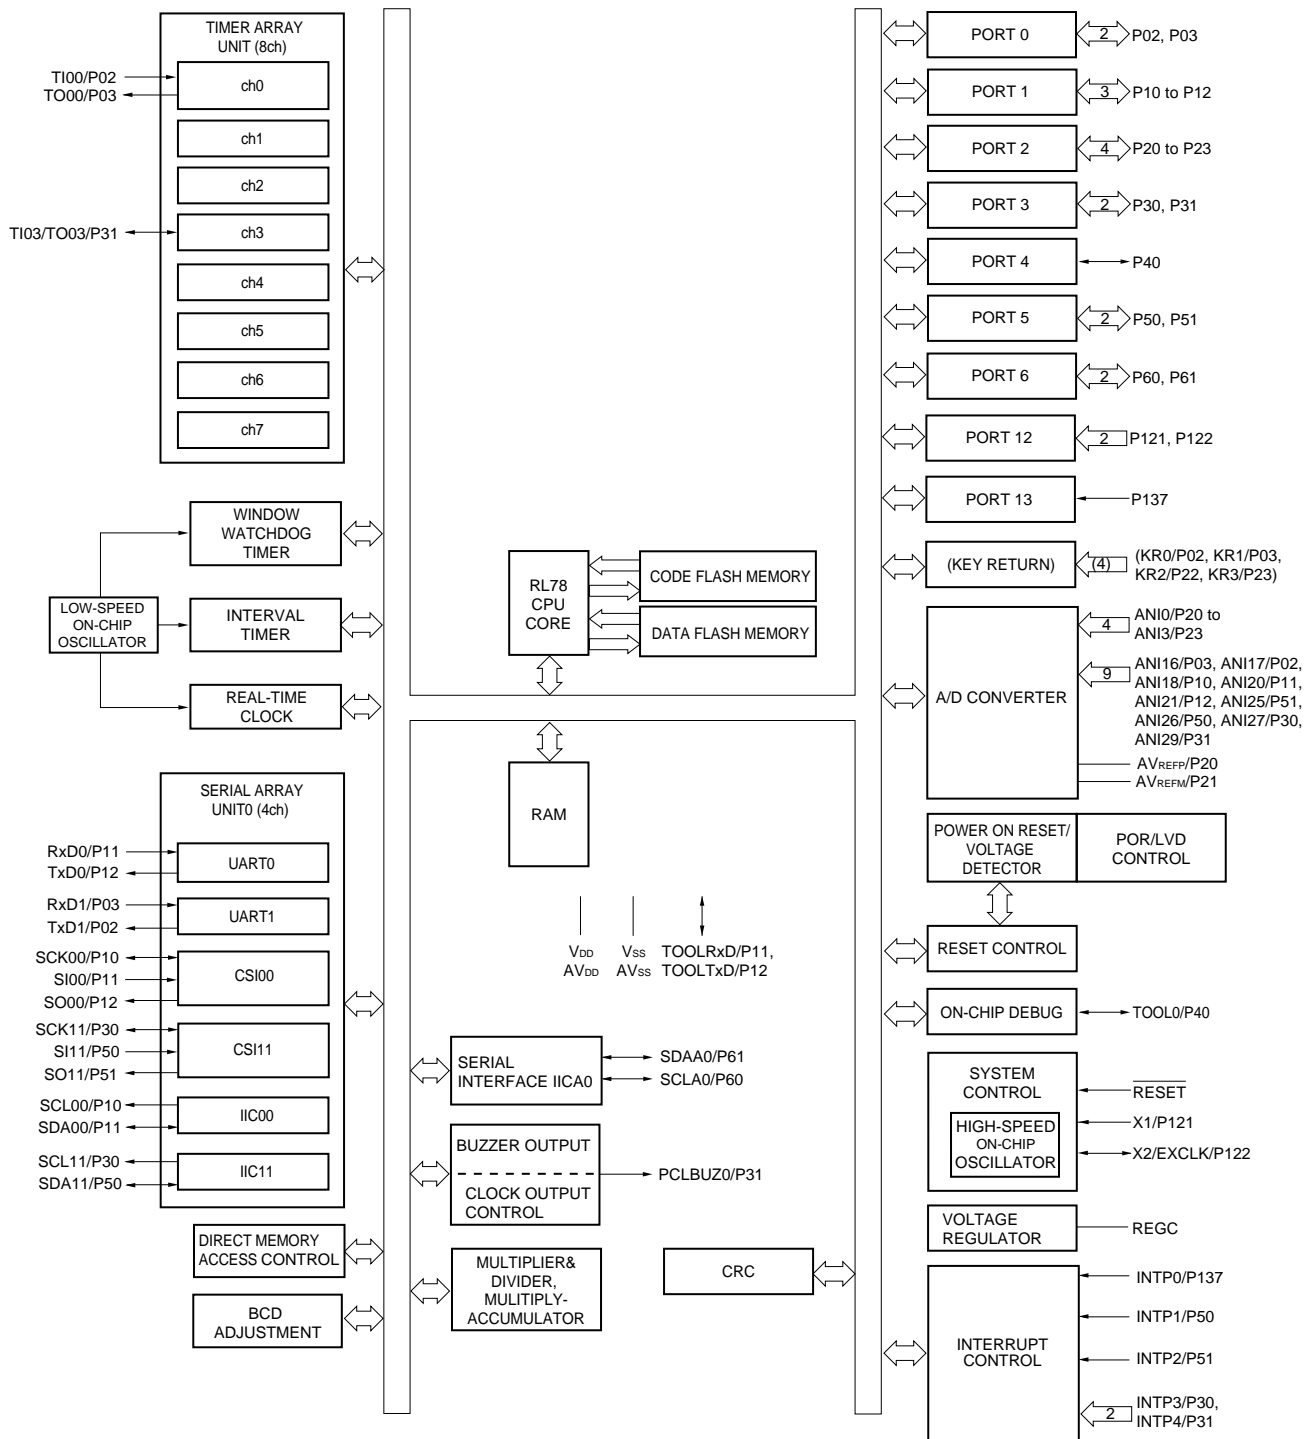 TIMER ARRAY
UNIT (8ch)
TI00/P02
TO00/P03
ch0
ch1
ch2
TI03/TO03/P31
ch3
ch4
ch5
ch6
ch7
WINDOW
WATCHDOG
TIMER
LOW-SPEED
ON-CHIP
OSCILLATOR
INTERVAL
TIMER
REAL-TIME
CLOCK
SERIAL ARRAY
UNIT0 (4ch)
RxD0/P11
TxD0/P12
UART0
RxD1/P03
TxD1/P02
UART1
SCK00/P10
SI00/P11
SO00/P12
CSI00
SCK11/P30
SI11/P50
SO11/P51
CSI11
SCL00/P10
SDA00/P11
IIC00
SCL11/P30
SDA11/P50
IIC11
DIRECT MEMORY
ACCESS CONTROL
BCD
ADJUSTMENT
RL78
CPU
CORE
CODE FLASH MEMORY
DATA FLASH MEMORY
RAM
VDD
AVDD
VSS
AVSS
TOOLRxD/P11,
TOOLTxD/P12
SERIAL
INTERFACE IICA0
SDAA0/P61
SCLA0/P60
BUZZER OUTPUT
CLOCK OUTPUT
CONTROL
PCLBUZ0/P31
MULTIPLIER&
DIVIDER,
MULITIPLY-
ACCUMULATOR
CRC
PORT 0
2
P02, P03
PORT 1
3
P10 to P12
PORT 2
4
P20 to P23
PORT 3
2
P30, P31
PORT 4
P40
PORT 5
2
P50, P51
PORT 6
2
P60, P61
PORT 12
2
P121, P122
PORT 13
P137
(KEY RETURN)
(4)
(KR0/P02, KR1/P03,
KR2/P22, KR3/P23)
A/D CONVERTER
4
ANI0/P20 to
ANI3/P23
9
ANI16/P03, ANI17/P02,
ANI18/P10, ANI20/P11,
ANI21/P12, ANI25/P51,
ANI26/P50, ANI27/P30,
ANI29/P31
AVREFP/P20
AVREFM/P21
POWER ON RESET/
VOLTAGE
DETECTOR
POR/LVD
CONTROL
RESET CONTROL
ON-CHIP DEBUG
TOOL0/P40
SYSTEM
CONTROL
HIGH-SPEED
ON-CHIP
OSCILLATOR
RESET
X1/P121
X2/EXCLK/P122
VOLTAGE
REGULATOR
REGC
INTERRUPT
CONTROL
INTP0/P137
INTP1/P50
INTP2/P51
2
INTP3/P30,
INTP4/P31